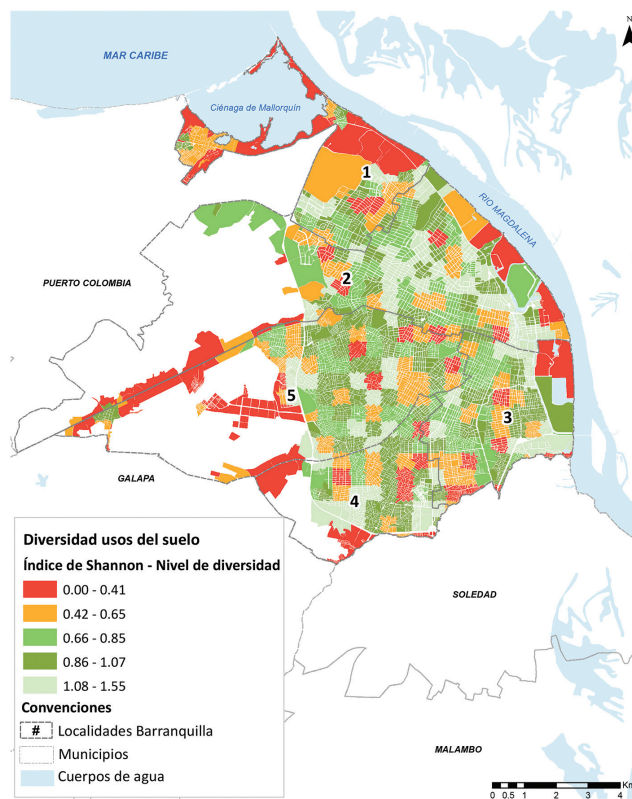 N
MAR CARIBE
Ciénaga de Mallorquín
1
RIO MAGDALENA
PUERTO COLOMBIA
2
5
3
GALAPA
4
Diversidad usos del suelo
Índice de Shannon - Nivel de diversidad
0.00 - 0.41
0.42 - 0.65
0.66 - 0.85
0.86 - 1.07
1.08 - 1.55
Convenciones
# Localidades Barranquilla
Municipios
Cuerpos de agua
SOLEDAD
MALAMBO
Km
0 0.5 1 2 3 4